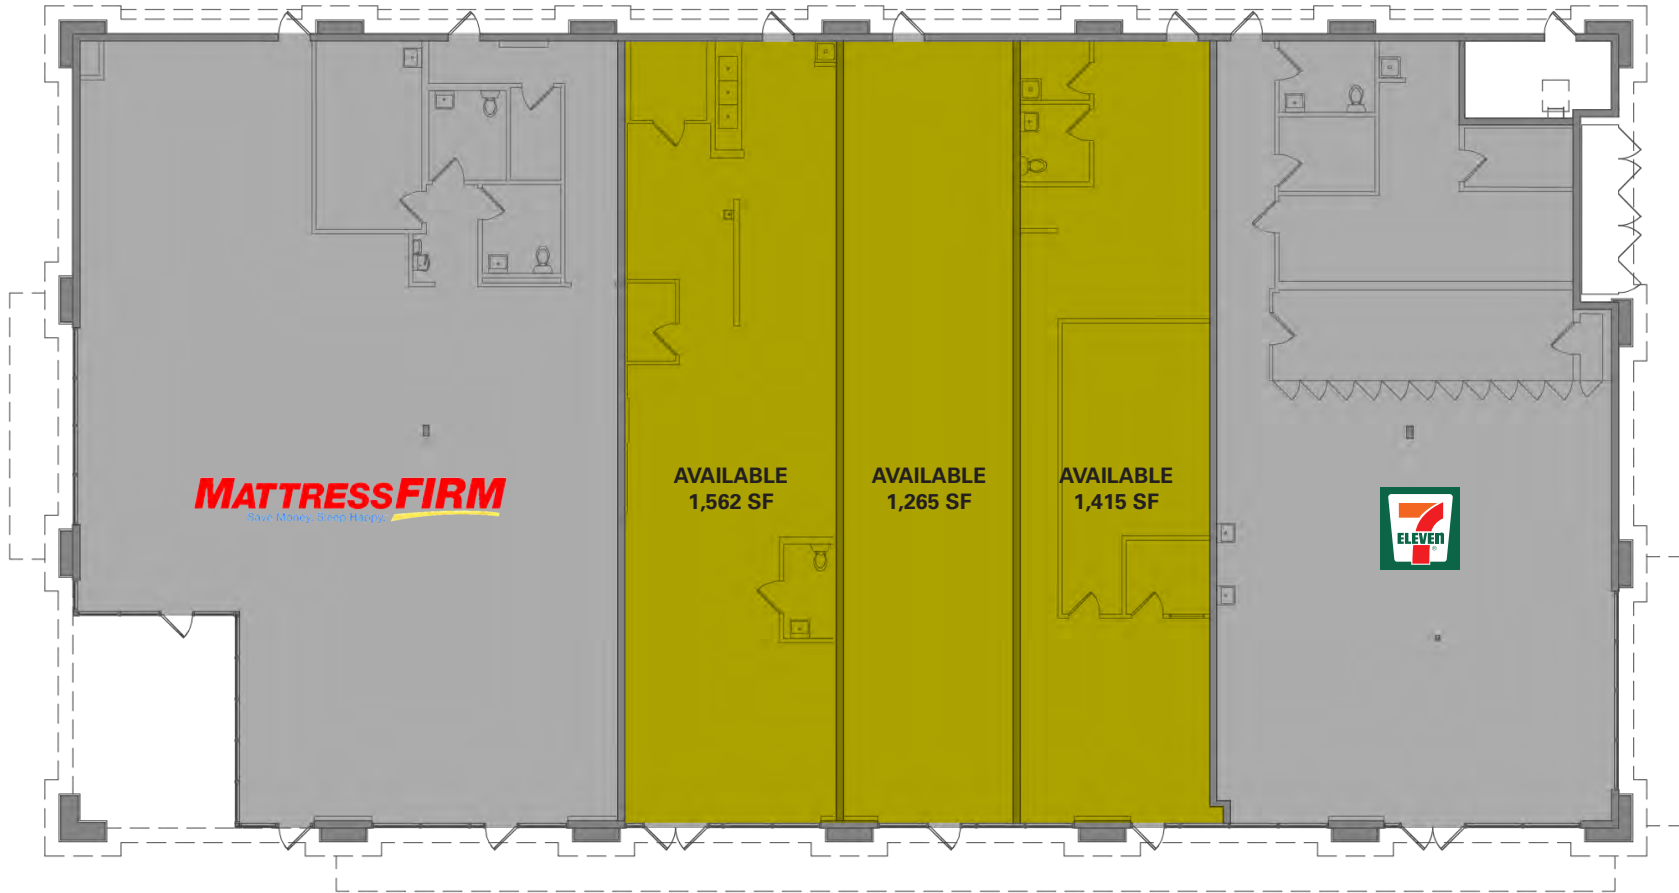 MATTRESSFIRM
Save Money. Sleep Happy.
AVAILABLE
1,562 SF
AVAILABLE
1,265 SF
AVAILABLE
1,415 SF
7
ELEVEN
®